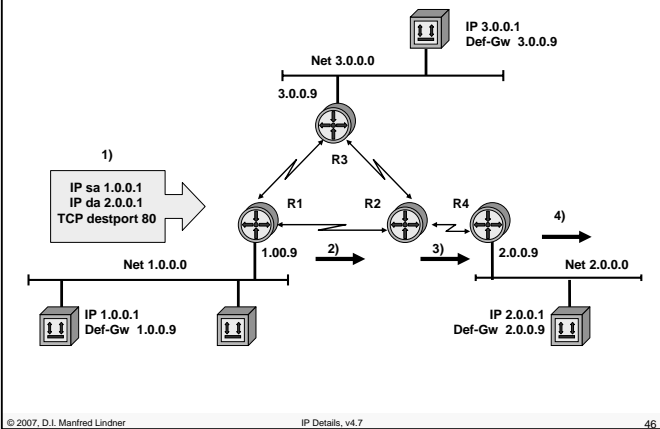 IP 3.0.0.1
Def-Gw 3.0.0.9
Net 3.0.0.0
3.0.0.9
R3
1)
IP sa 1.0.0.1
IP da 2.0.0.1
TCP destport 80
R1
R2
R4
4)
1.00.9
2)
3)
2.0.0.9
Net 1.0.0.0
Net 2.0.0.0
IP 1.0.0.1
Def-Gw 1.0.0.9
IP 2.0.0.1
Def-Gw 2.0.0.9
© 2007, D.I. Manfred Lindner
IP Details, v4.7
46